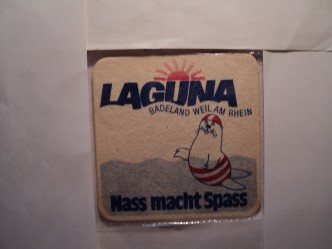 LAGUNA
BADELAND WEIL AM RHEIN
Nass macht Spass